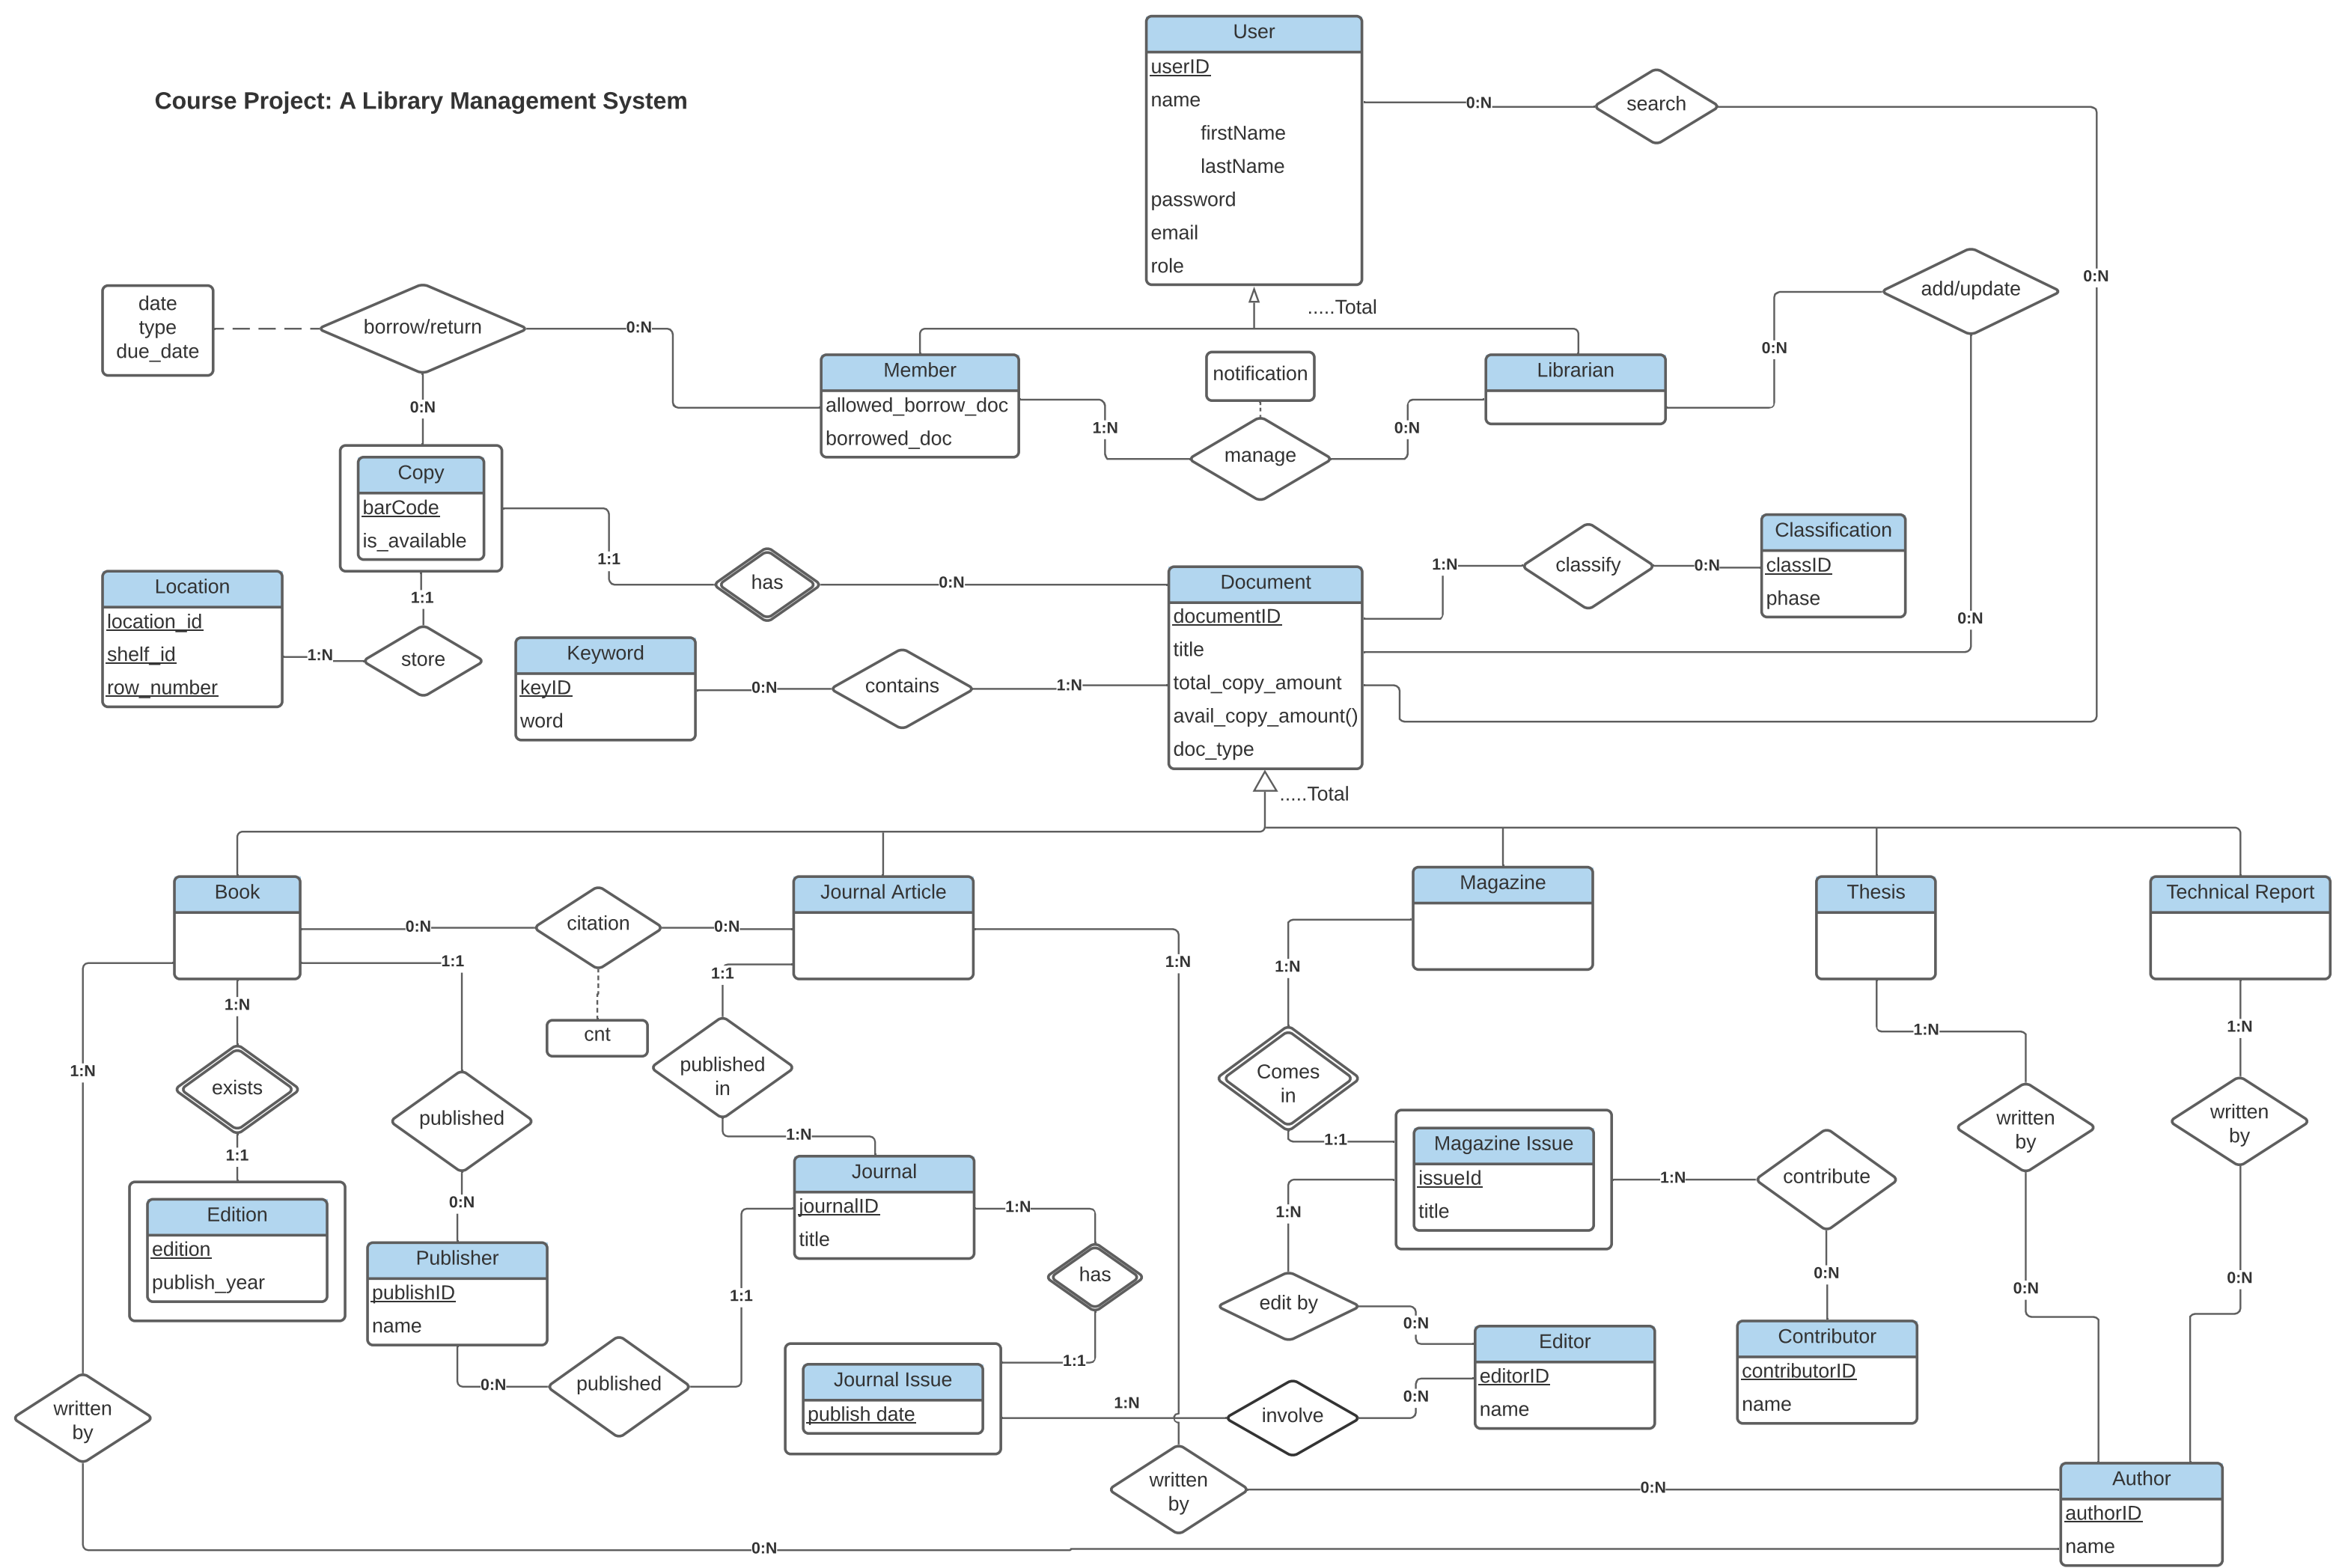 Course Project: A Library Management System
User
userID
name
firstName
lastName
password
email
role
0:N
search
0:N
.....Total
date
type
due_date
borrow/return
0:N
0:N
Member
allowed_borrow_doc
borrowed_doc
notification
Librarian
0:N
add/update
0:N
1:N
manage
0:N
Copy
barCode
is_available
1:1
has
0:N
1:1
Location
location_id
shelf_id
row_number
1:N
store
Keyword
keyID
word
0:N
contains
1:N
Document
documentID
title
total_copy_amount
avail_copy_amount()
doc_type
1:N
classify
0:N
Classification
classID
phase
.....Total
Book
0:N
citation
0:N
cnt
Journal Article
Magazine
Thesis
Technical Report
1:1
1:N
exists
1:1
Edition
edition
publish_year
published
0:N
Publisher
publishID
name
0:N
published
1:1
1:1
published
in
1:N
Journal
journalID
title
1:N
has
1:1
Journal Issue
publish date
1:N
involve
0:N
1:N
Comes
in
1:1
Magazine Issue
issueId
title
1:N
edit by
0:N
Editor
editorID
name
1:N
contribute
0:N
Contributor
contributorID
name
1:N
written
by
0:N
1:N
written
by
0:N
1:N
written
by
0:N
1:N
written
by
0:N
Author
authorID
name